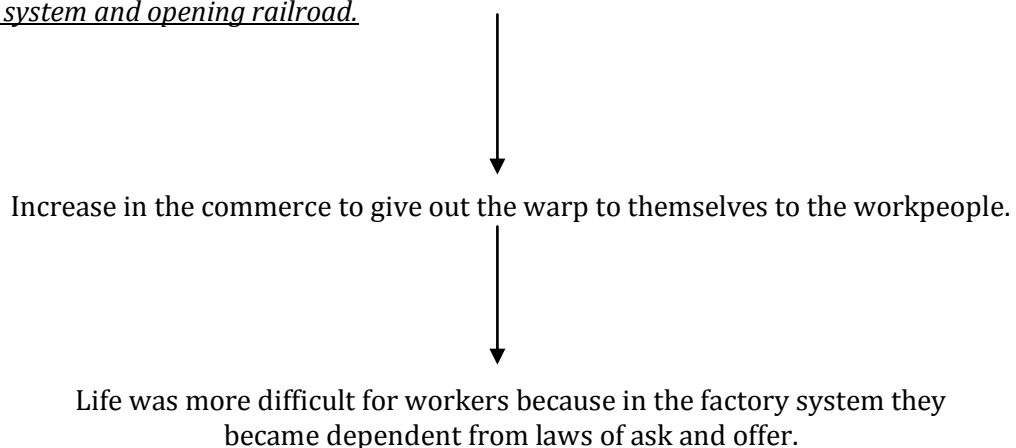 system and opening railroad.
Increase in the commerce to give out the warp to themselves to the workpeople.
Life was more difficult for workers because in the factory system they
became dependent from laws of ask and offer.